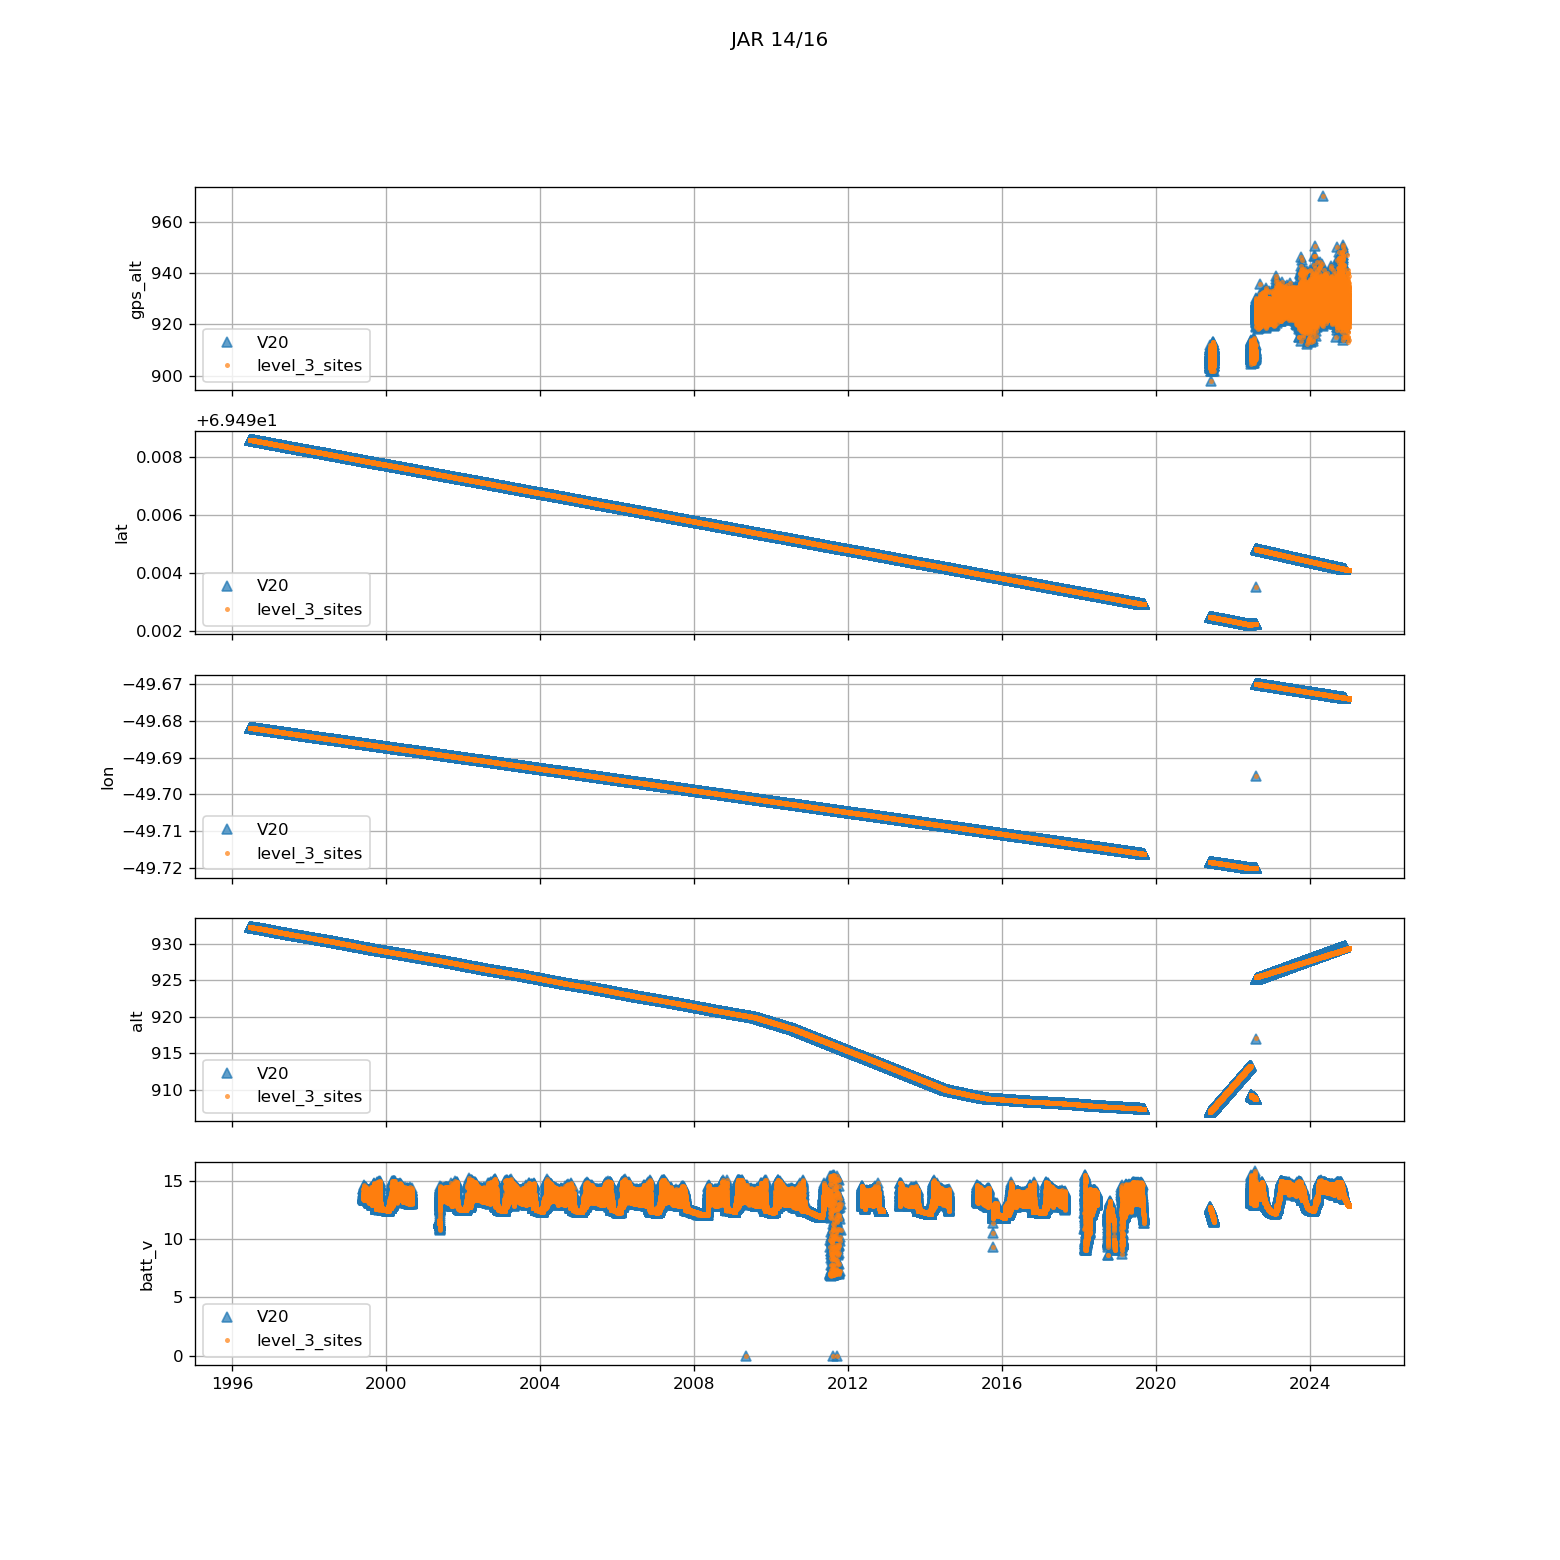 JAR 14/16
960
940
920
900
gps_alt
V20
level_3_sites
+6.949e1
0.008
0.006
0.004
0.002
lat
V20
level_3_sites
−49.67
−49.68
−49.69
−49.70
−49.71
−49.72
lon
V20
level_3_sites
930
925
920
915
910
alt
V20
level_3_sites
15
10
5
0
batt_v
V20
level_3_sites
1996 2000 2004 2008 2012 2016 2020 2024